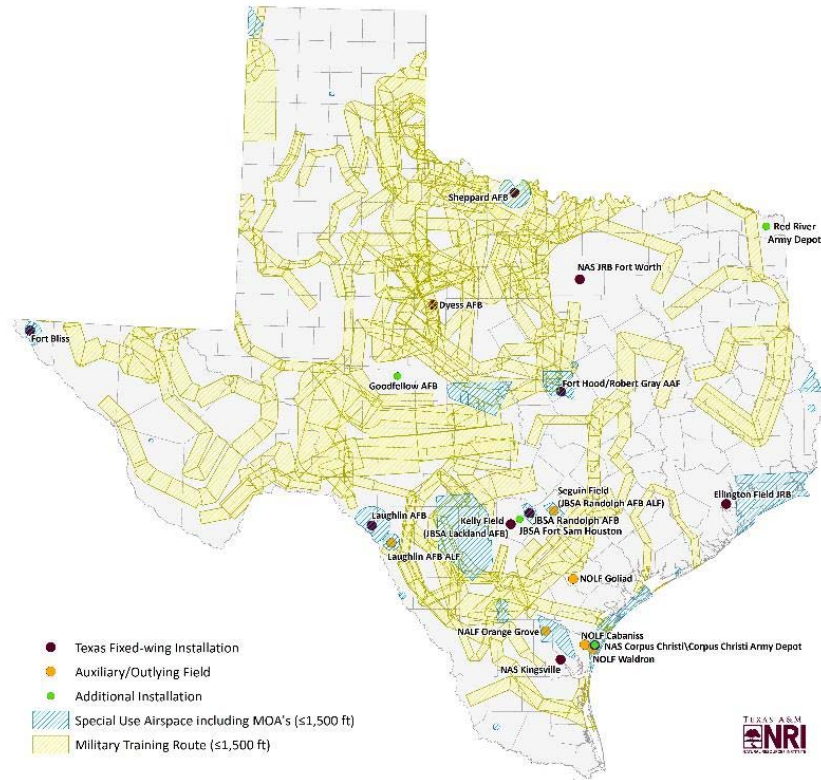 Sheppard AFB
Red River
Army Depot
NAS JRB Fort Worth
Dyess AFB
Fort Bliss
Goodfellow AFB
Fort Hood/Robert Gray AAF
Seguin Field
(JBSA Randolph AFB ALF)
Ellington Field JRB
Laughlin AFB
Kelly Field
(JBSA Lackland AFB)
JBSA Randolph AFB
JBSA Fort Sam Houston
Laughlin AFB ALF
NOLF Goliad
NALF Orange Grove
NOLF Cabaniss
NAS Corpus Christi\Corpus Christi Army Depot
NOLF Waldron
NAS Kingsville
Texas Fixed-wing Installation
Auxiliary/Outlying Field
Additional Installation
Special Use Airspace including MOA's (≤1,500 ft)
Military Training Route (≤1,500 ft)
TEXAS A&M
NRI
NATURAL RESOURCES INSTITUTE